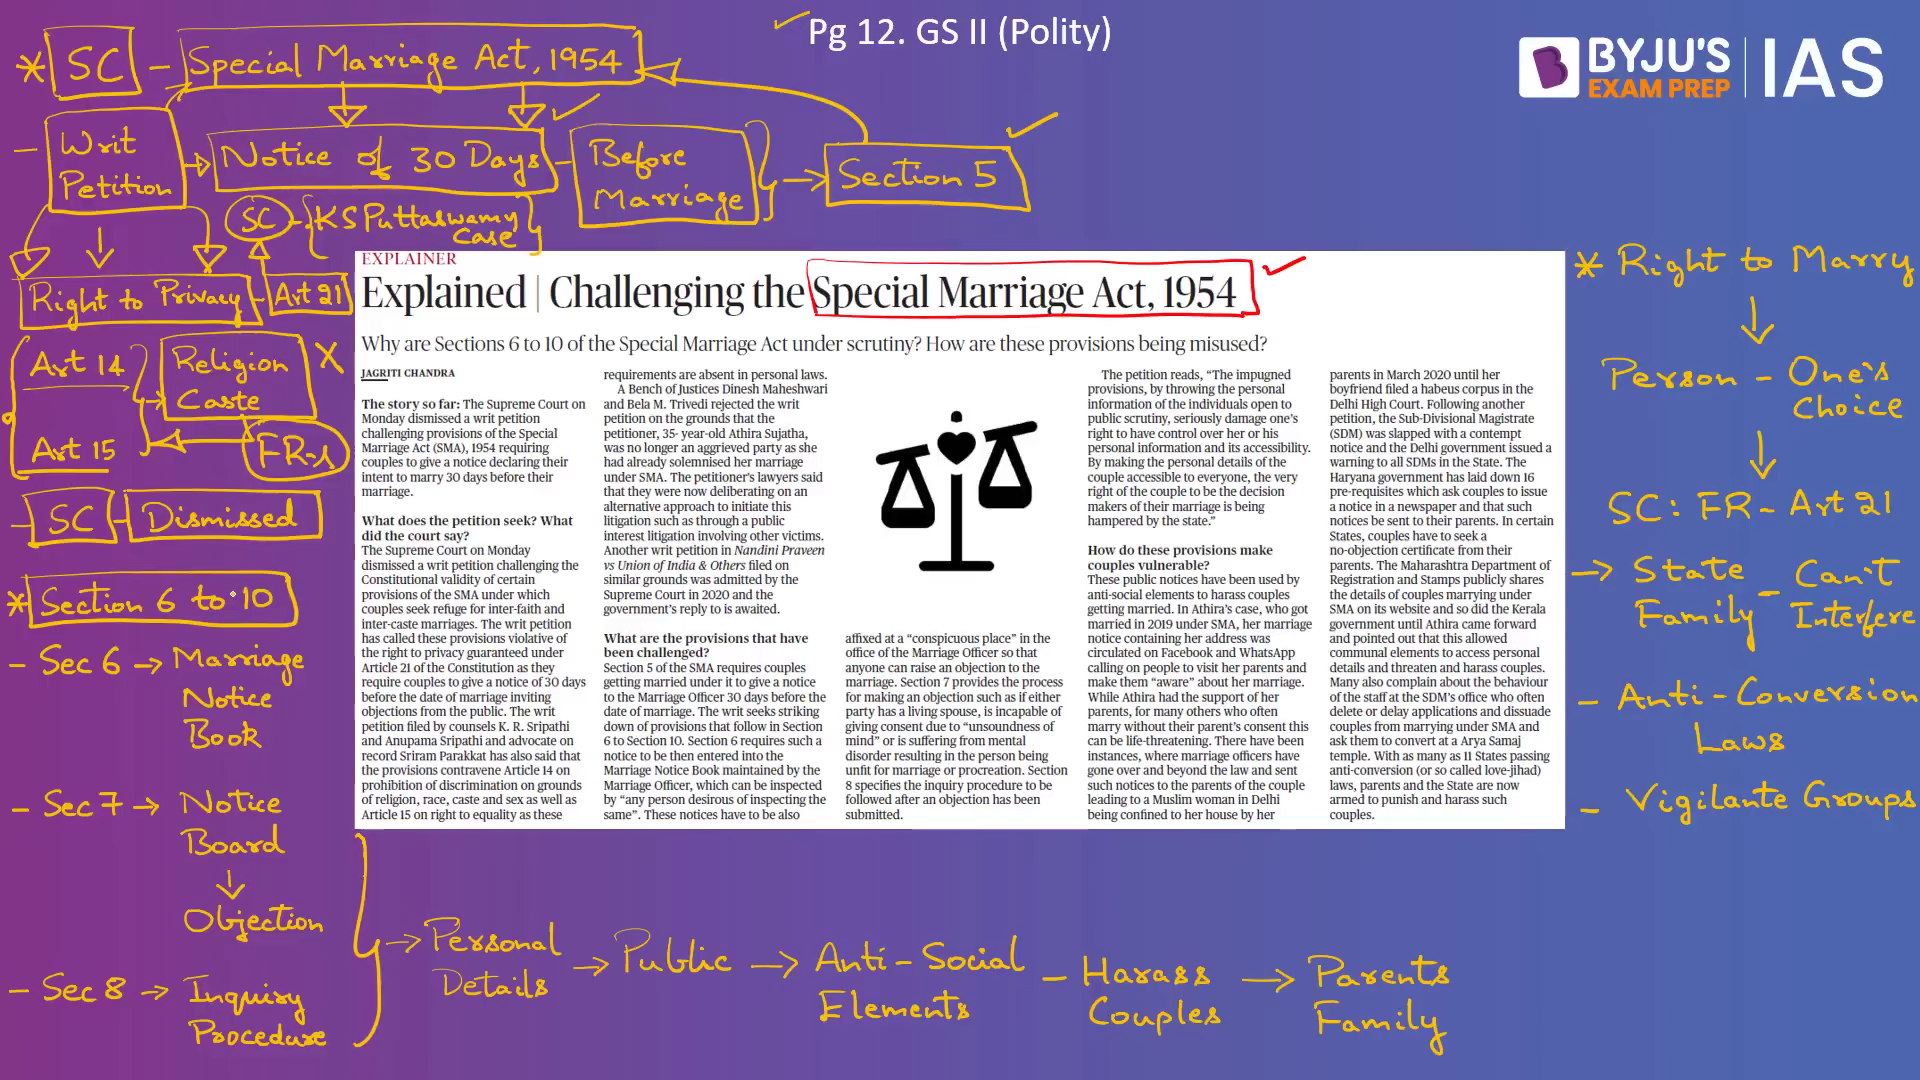 Pg 12. GS II (Polity)
BYJU'S
EXAM PREP
IAS
* SC - Special Marriage Act, 1954
- Writ
Petition
Notice of 30 Days - Before
Marriage
Section 5
SC - KS Puttaswamy
Case
Right to Privacy - Art 21
Art 14
Art 15
Religion
Caste
X
FR-s
- SC - Dismissed
* Section 6 to 10
- Sec 6 → Marriage
Notice
Book
- Sec 7 → Notice
Board
↓
Objection
- Sec 8 → Inquiry
Procedure
→ Personal
Details
→ Public → Anti-Social
Elements
- Harass
Couples
→ Parents
Family
EXPLAINER
Explained | Challenging the Special Marriage Act, 1954
Why are Sections 6 to 10 of the Special Marriage Act under scrutiny? How are these provisions being misused?
JAGRITI CHANDRA
The story so far: The Supreme Court on
Monday dismissed a writ petition
challenging provisions of the Special
Marriage Act (SMA), 1954 requiring
couples to give a notice declaring their
intent to marry 30 days before their
marriage.
What does the petition seek? What
did the court say?
The Supreme Court on Monday
dismissed a writ petition challenging the
Constitutional validity of certain
provisions of the SMA under which
couples seek refuge for inter-faith and
inter-caste marriages. The writ petition
has called these provisions violative of
the right to privacy guaranteed under
Article 21 of the Constitution as they
require couples to give a notice of 30 days
before the date of marriage inviting
objections from the public. The writ
petition filed by counsels K. R. Sripathi
and Anupama Sripathi and advocate on
record Sriram Parakkat has also said that
the provisions contravene Article 14 on
prohibition of discrimination on grounds
of religion, race, caste and sex as well as
Article 15 on right to equality as these
requirements are absent in personal laws.
A Bench of Justices Dinesh Maheshwari
and Bela M. Trivedi rejected the writ
petition on the grounds that the
petitioner, 35- year-old Athira Sujatha,
was no longer an aggrieved party as she
had already solemnised her marriage
under SMA. The petitioner's lawyers said
that they were now deliberating on an
alternative approach to initiate this
litigation such as through a public
interest litigation involving other victims.
Another writ petition in Nandini Praveen
vs Union of India & Others filed on
similar grounds was admitted by the
Supreme Court in 2020 and the
government's reply to is awaited.
What are the provisions that have
been challenged?
Section 5 of the SMA requires couples
getting married under it to give a notice
to the Marriage Officer 30 days before the
date of marriage. The writ seeks striking
down of provisions that follow in Section
6 to Section 10. Section 6 requires such a
notice to be then entered into the
Marriage Notice Book maintained by the
Marriage Officer, which can be inspected
by “any person desirous of inspecting the
same”. These notices have to be also
affixed at a “conspicuous place” in the
office of the Marriage Officer so that
anyone can raise an objection to the
marriage. Section 7 provides the process
for making an objection such as if either
party has a living spouse, is incapable of
giving consent due to “unsoundness of
mind” or is suffering from mental
disorder resulting in the person being
unfit for marriage or procreation. Section
8 specifies the inquiry procedure to be
followed after an objection has been
submitted.
The petition reads, “The impugned
provisions, by throwing the personal
information of the individuals open to
public scrutiny, seriously damage one's
right to have control over her or his
personal information and its accessibility.
By making the personal details of the
couple accessible to everyone, the very
right of the couple to be the decision
makers of their marriage is being
hampered by the state.”
How do these provisions make
couples vulnerable?
These public notices have been used by
anti-social elements to harass couples
getting married. In Athira's case, who got
married in 2019 under SMA, her marriage
notice containing her address was
circulated on Facebook and WhatsApp
calling on people to visit her parents and
make them “aware” about her marriage.
While Athira had the support of her
parents, for many others who often
marry without their parent's consent this
can be life-threatening. There have been
instances, where marriage officers have
gone over and beyond the law and sent
such notices to the parents of the couple
leading to a Muslim woman in Delhi
being confined to her house by her
parents in March 2020 until her
boyfriend filed a habeus corpus in the
Delhi High Court. Following another
petition, the Sub-Divisional Magistrate
(SDM) was slapped with a contempt
notice and the Delhi government issued a
warning to all SDMs in the State. The
Haryana government has laid down 16
pre-requisites which ask couples to issue
a notice in a newspaper and that such
notices be sent to their parents. In certain
States, couples have to seek a
no-objection certificate from their
parents. The Maharashtra Department of
Registration and Stamps publicly shares
the details of couples marrying under
SMA on its website and so did the Kerala
government until Athira came forward
and pointed out that this allowed
communal elements to access personal
details and threaten and harass couples.
Many also complain about the behaviour
of the staff at the SDM's office who often
delete or delay applications and dissuade
couples from marrying under SMA and
ask them to convert at a Arya Samaj
temple. With as many as 11 States passing
anti-conversion (or so called love-jihad)
laws, parents and the State are now
armed to punish and harass such
couples.
* Right to Marry
↓
Person - One's
Choice
↓
SC: FR - Art 21
→ State
Family
- Can't
Interfere
- Anti-Conversion
Laws
- Vigilante Groups